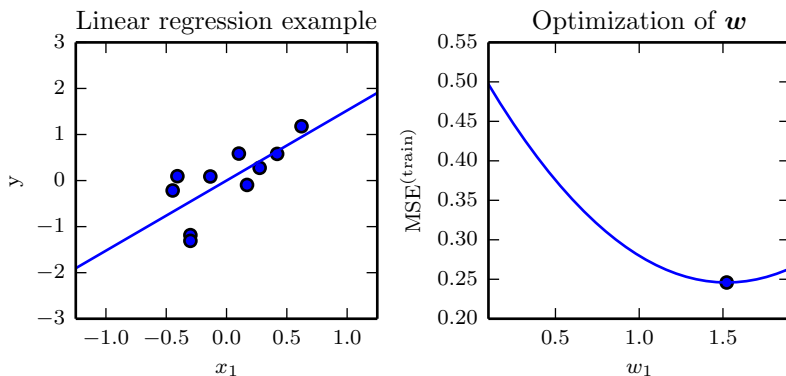 Linear regression example
3
2
1
0
−1
−2
−3
y
−1.0 −0.5 0.0 0.5 1.0
x1
Optimization of w
0.55
0.50
0.45
0.40
0.35
0.30
0.25
0.20
MSE(train)
0.5 1.0 1.5
w1